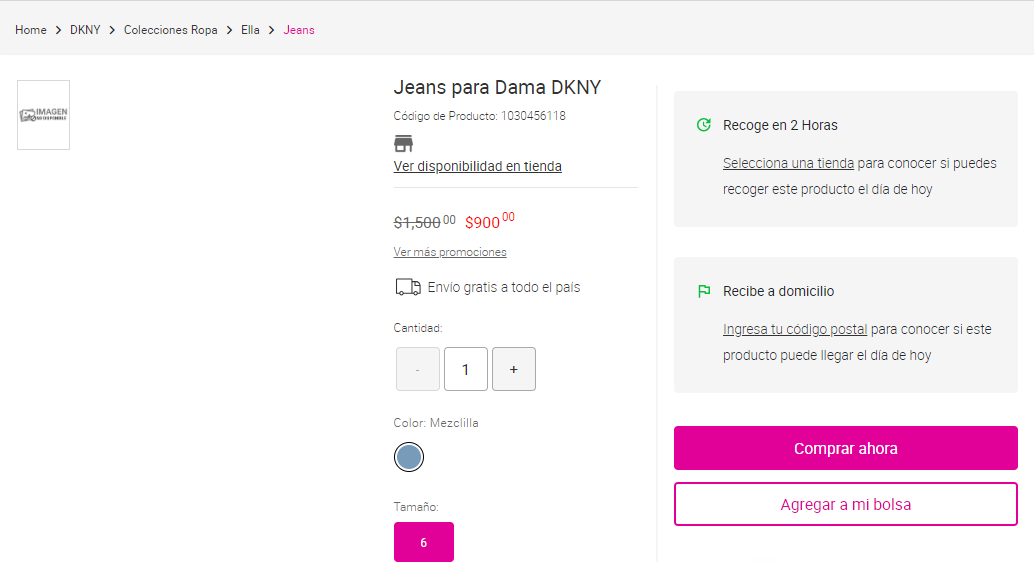 Home > DKNY > Colecciones Ropa > Ella > Jeans
IMAGEN
NO DISPONIBLE
Jeans para Dama DKNY
Código de Producto: 1030456118
Ver disponibilidad en tienda
$1,500 00 $900 00
Ver más promociones
Envío gratis a todo el país
Cantidad:
- 1 +
Color: Mezclilla
Tamaño:
6
Recoge en 2 Horas
Selecciona una tienda para conocer si puedes
recoger este producto el día de hoy
Recibe a domicilio
Ingresa tu código postal para conocer si este
producto puede llegar el día de hoy
Comprar ahora
Agregar a mi bolsa